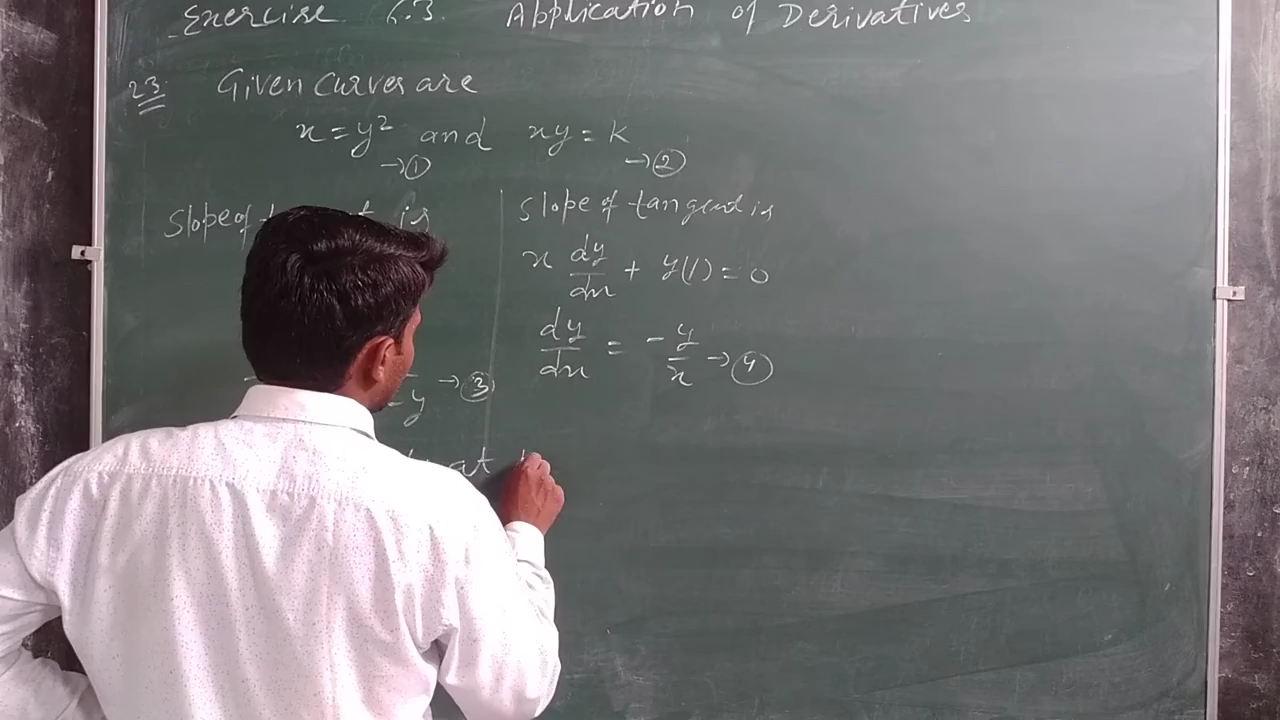 Exercise 6.3. Application of Derivatives
23. Given curves are
x = y² and xy = k
→① →②
Slope of is
→③
y
at
Slope of tangent is
x dy/dx + y(1) = 0
dy/dx = -y/x →④